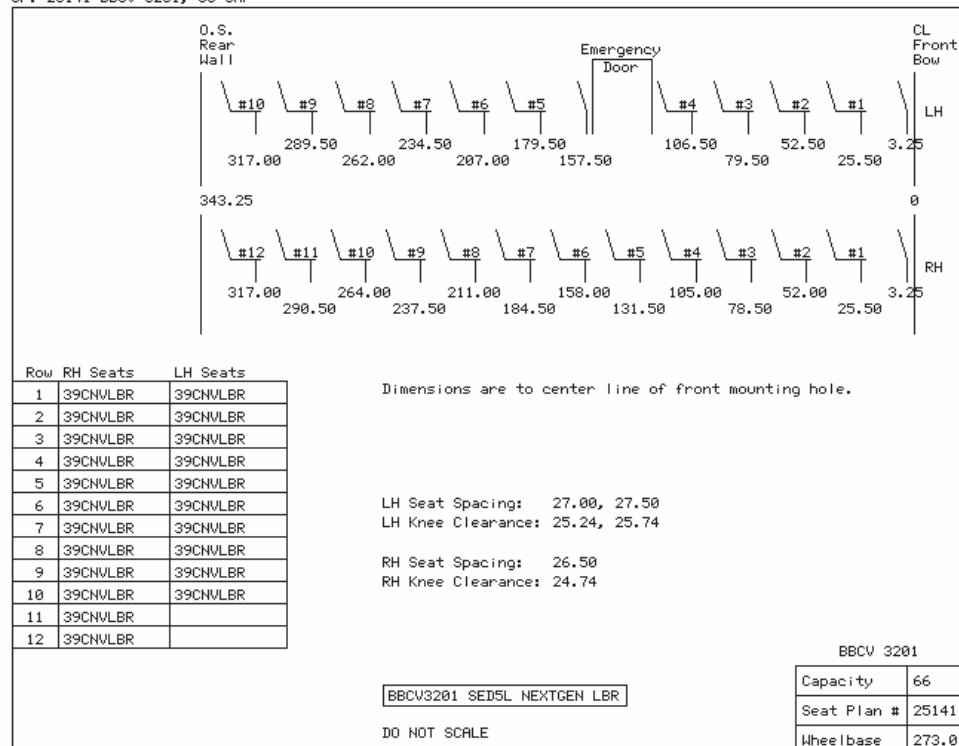 O.S.
Rear
Wall
Emergency
Door
CL
Front
Bow
#10 #9 #8 #7 #6 #5 #4 #3 #2 #1 LH
289.50 234.50 179.50 106.50 52.50 3.25
317.00 262.00 207.00 157.50 79.50 25.50
343.25 0
#12 #11 #10 #9 #8 #7 #6 #5 #4 #3 #2 #1 RH
317.00 264.00 211.00 158.00 105.00 52.00 3.25
290.50 237.50 184.50 131.50 78.50 25.50
Row RH Seats LH Seats
1 39CNVLBR 39CNVLBR
2 39CNVLBR 39CNVLBR
3 39CNVLBR 39CNVLBR
4 39CNVLBR 39CNVLBR
5 39CNVLBR 39CNVLBR
6 39CNVLBR 39CNVLBR
7 39CNVLBR 39CNVLBR
8 39CNVLBR 39CNVLBR
9 39CNVLBR 39CNVLBR
10 39CNVLBR 39CNVLBR
11 39CNVLBR
12 39CNVLBR
Dimensions are to center line of front mounting hole.
LH Seat Spacing: 27.00, 27.50
LH Knee Clearance: 25.24, 25.74
RH Seat Spacing: 26.50
RH Knee Clearance: 24.74
BBCV3201 SED5L NEXTGEN LBR
DO NOT SCALE
BBCV 3201
Capacity 66
Seat Plan # 25141
Wheelbase 273.0